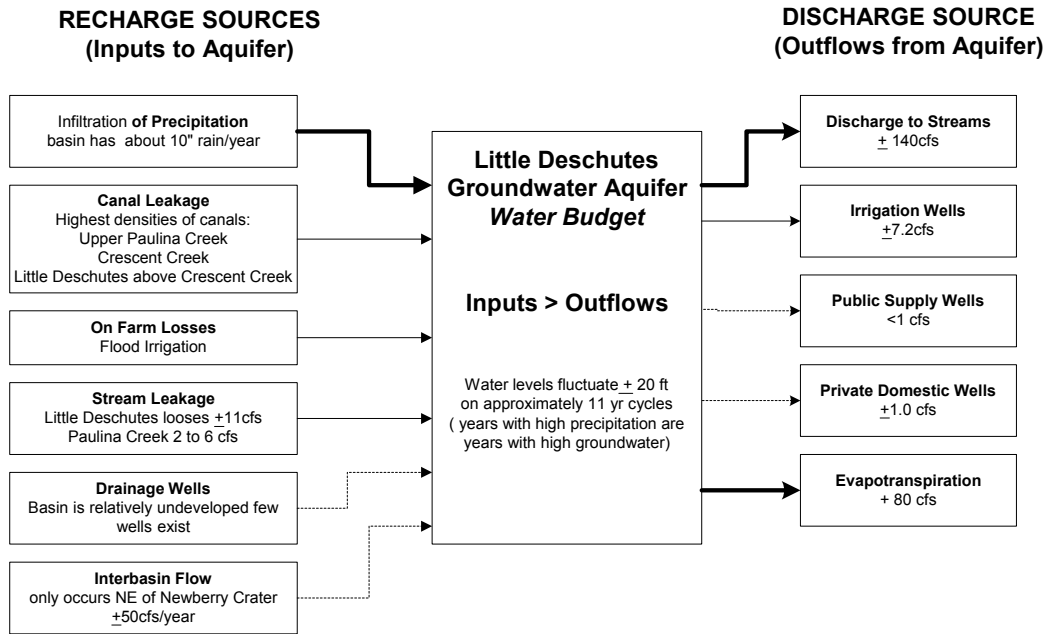 RECHARGE SOURCES
(Inputs to Aquifer)
DISCHARGE SOURCE
(Outflows from Aquifer)
Infiltration of Precipitation
basin has about 10" rain/year
Canal Leakage
Highest densities of canals:
Upper Paulina Creek
Crescent Creek
Little Deschutes above Crescent Creek
On Farm Losses
Flood Irrigation
Stream Leakage
Little Deschutes looses ±11cfs
Paulina Creek 2 to 6 cfs
Drainage Wells
Basin is relatively undeveloped few
wells exist
Interbasin Flow
only occurs NE of Newberry Crater
±50cfs/year
Little Deschutes
Groundwater Aquifer
Water Budget
Inputs > Outflows
Water levels fluctuate ± 20 ft
on approximately 11 yr cycles
( years with high precipitation are
years with high groundwater)
Discharge to Streams
± 140cfs
Irrigation Wells
±7.2cfs
Public Supply Wells
<1 cfs
Private Domestic Wells
±1.0 cfs
Evapotranspiration
+ 80 cfs